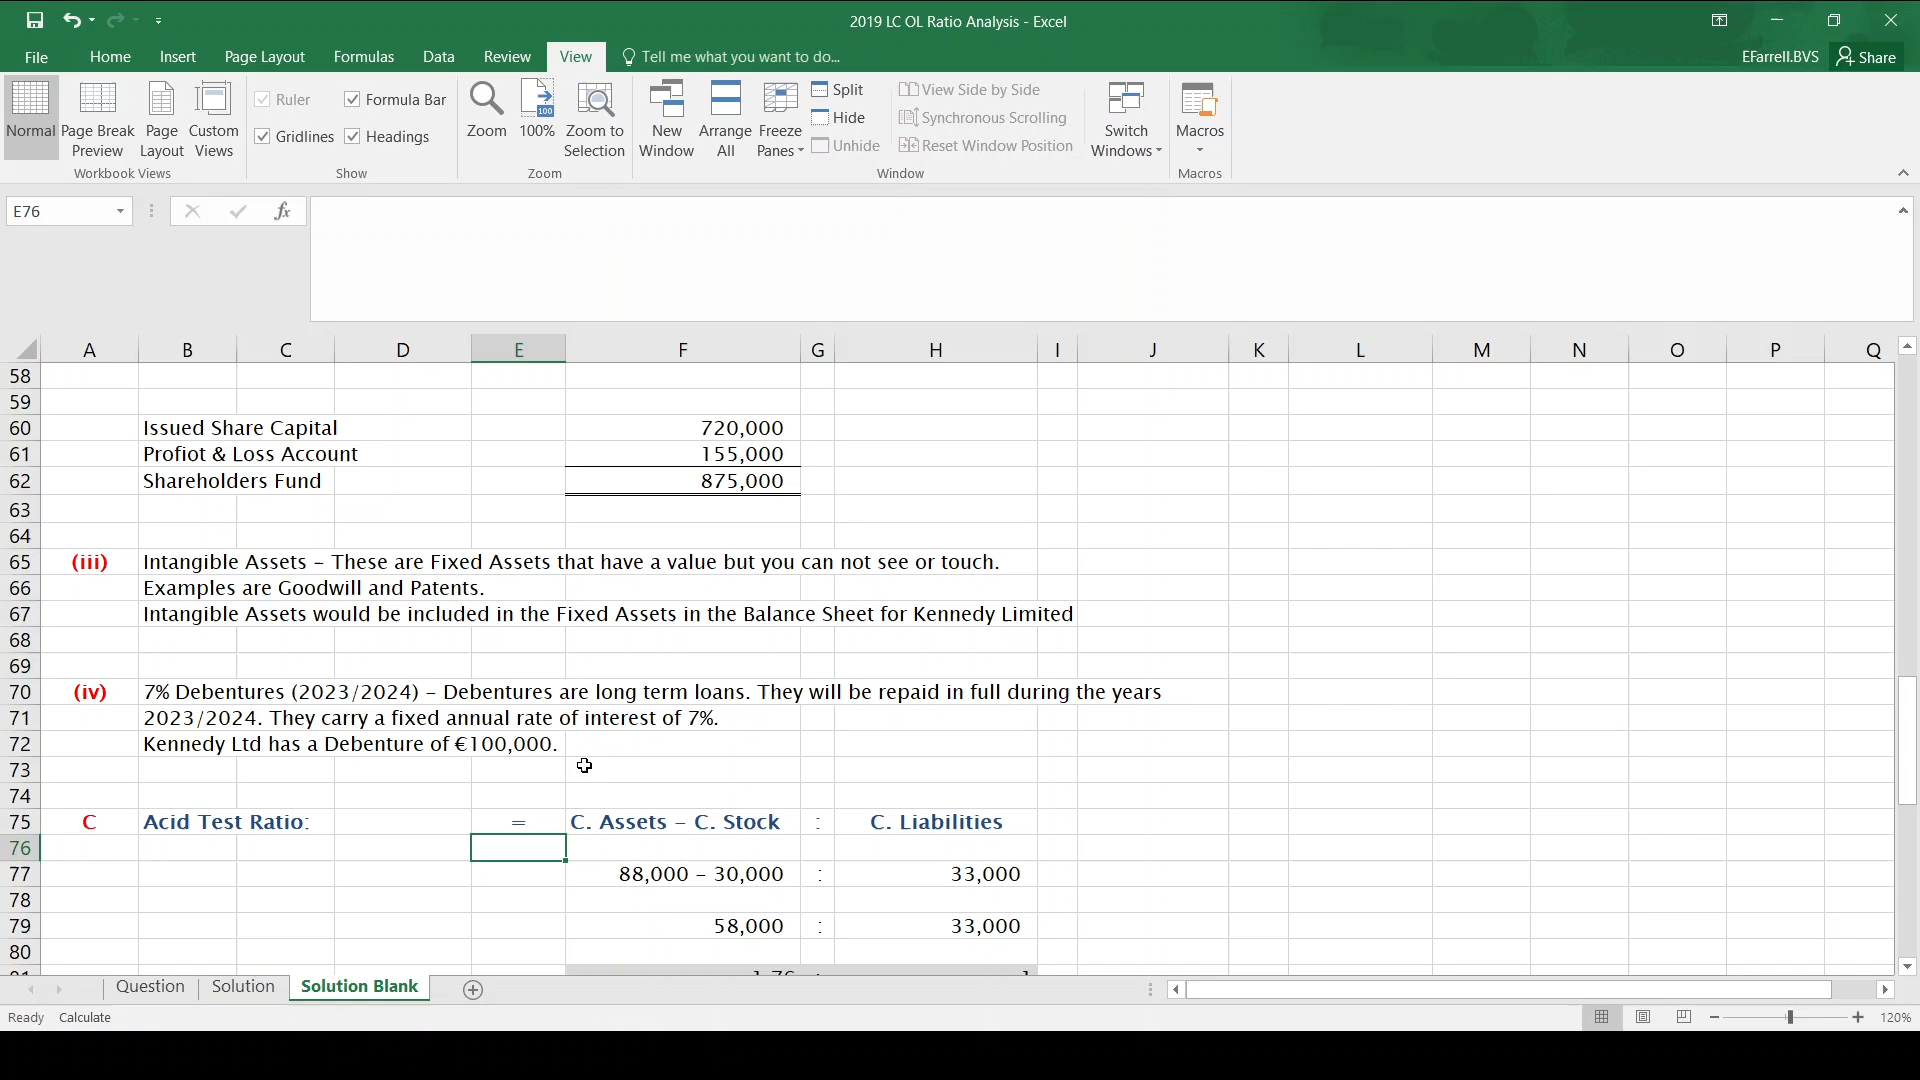 2019 LC OL Ratio Analysis - Excel
File Home Insert Page Layout Formulas Data Review View Tell me what you want to do... EFarrell.BVS Share
Normal Page Break Preview Page Layout Custom Views
Workbook Views
Ruler Formula Bar
Gridlines Headings
Show
Zoom 100% Zoom to Selection
100
Zoom
New Window Arrange All Freeze Panes
Split
Hide
Unhide
View Side by Side
Synchronous Scrolling
Reset Window Position
Switch Windows
Window
Macros
Macros
E76 fx
A B C D E F G H I J K L M N O P Q
58
59
60 Issued Share Capital 720,000
61 Profiot & Loss Account 155,000
62 Shareholders Fund 875,000
63
64
65 (iii) Intangible Assets - These are Fixed Assets that have a value but you can not see or touch.
66 Examples are Goodwill and Patents.
67 Intangible Assets would be included in the Fixed Assets in the Balance Sheet for Kennedy Limited
68
69
70 (iv) 7% Debentures (2023/2024) - Debentures are long term loans. They will be repaid in full during the years
71 2023/2024. They carry a fixed annual rate of interest of 7%.
72 Kennedy Ltd has a Debenture of €100,000.
73
74
75 C Acid Test Ratio: = C. Assets - C. Stock : C. Liabilities
76
77 88,000 - 30,000 : 33,000
78
79 58,000 : 33,000
80
Question Solution Solution Blank
Ready Calculate 120%